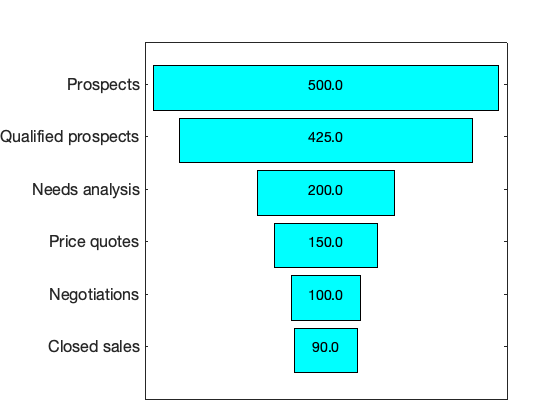 Prospects 500.0
Qualified prospects 425.0
Needs analysis 200.0
Price quotes 150.0
Negotiations 100.0
Closed sales 90.0